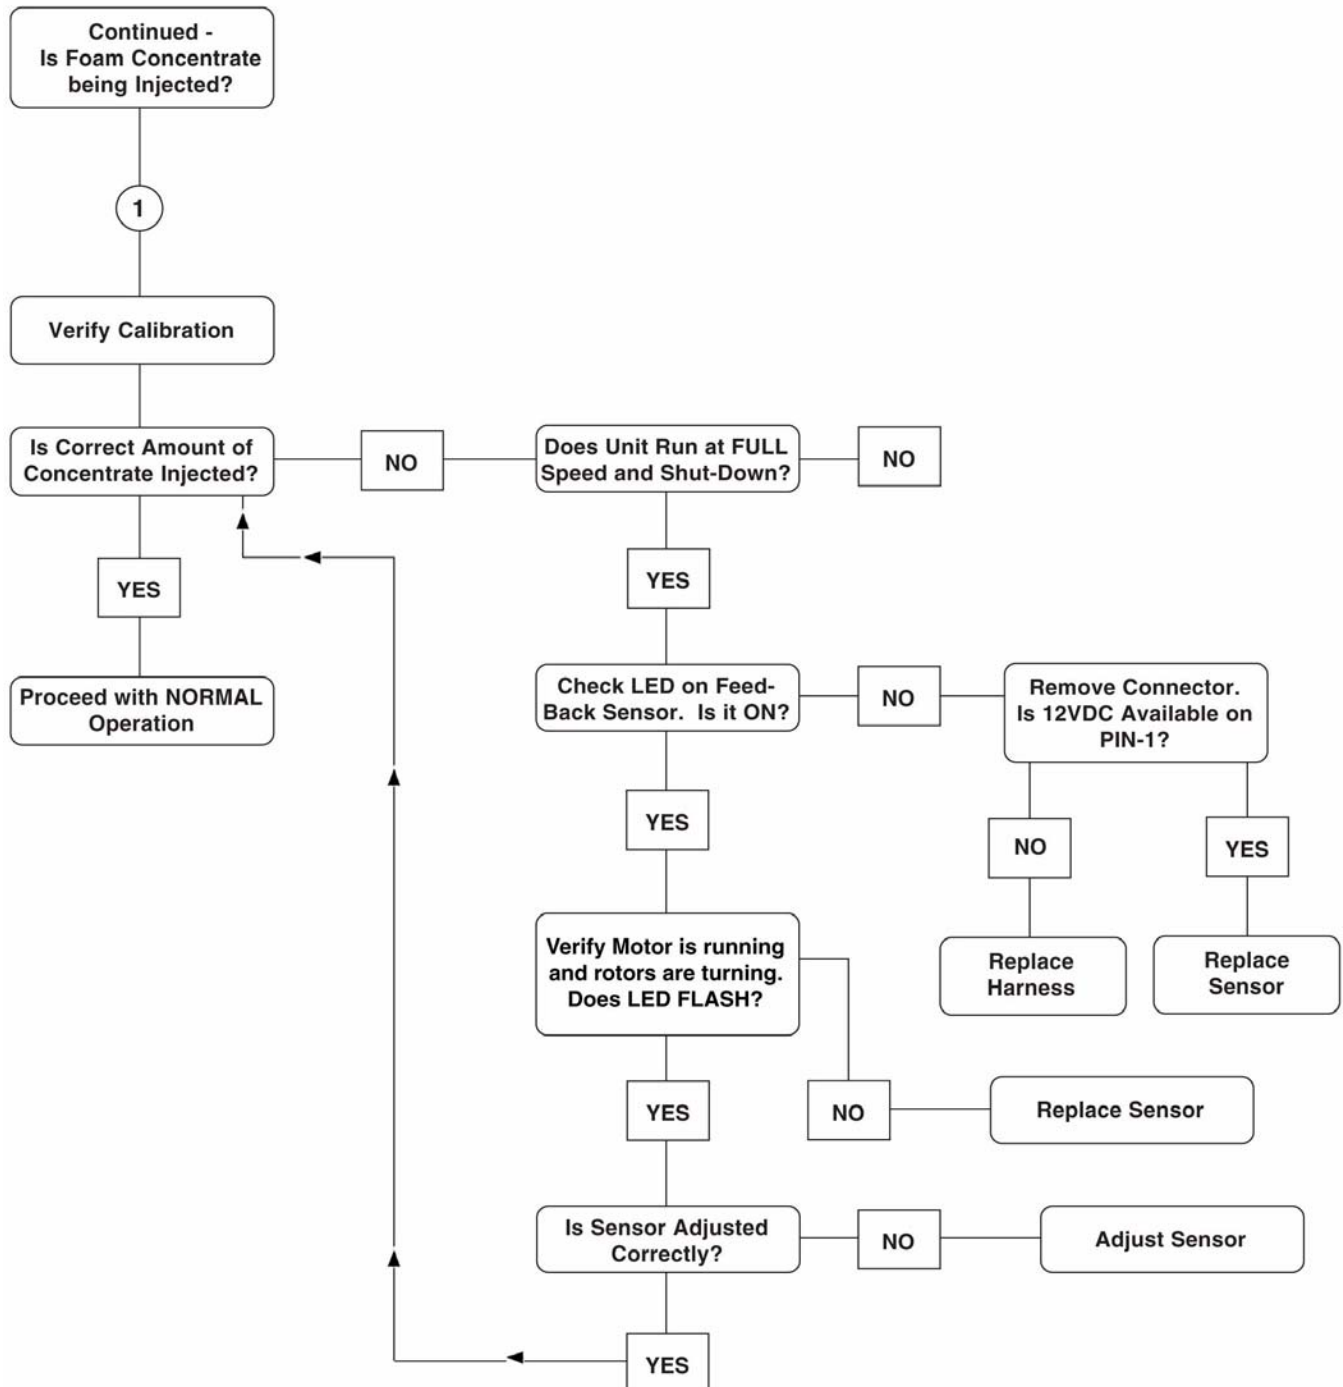 Continued -
Is Foam Concentrate
being Injected?
1
Verify Calibration
Is Correct Amount of
Concentrate Injected?
NO
Does Unit Run at FULL
Speed and Shut-Down?
NO
YES
Proceed with NORMAL
Operation
YES
Check LED on Feed-
Back Sensor. Is it ON?
NO
Remove Connector.
Is 12VDC Available on
PIN-1?
NO
Replace
Harness
YES
Replace
Sensor
YES
Verify Motor is running
and rotors are turning.
Does LED FLASH?
NO
Replace Sensor
YES
Is Sensor Adjusted
Correctly?
NO
Adjust Sensor
YES